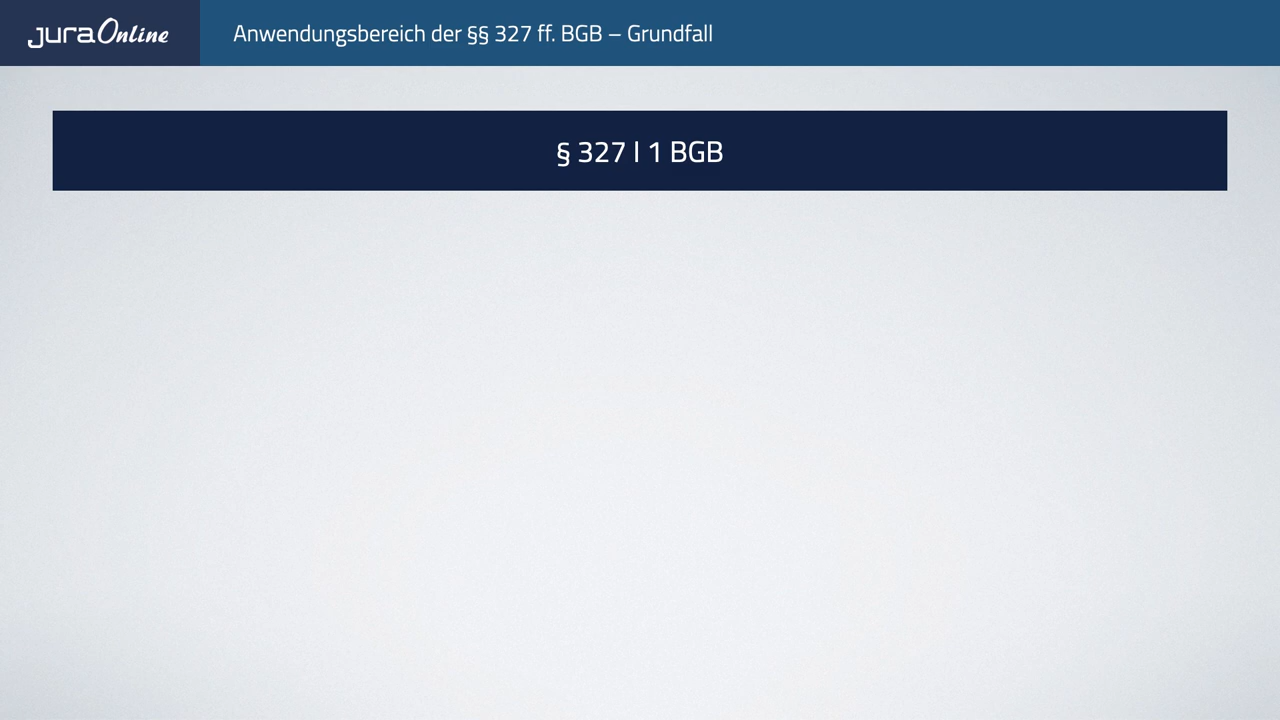 juraOnline
Anwendungsbereich der §§ 327 ff. BGB – Grundfall
§ 327 I 1 BGB